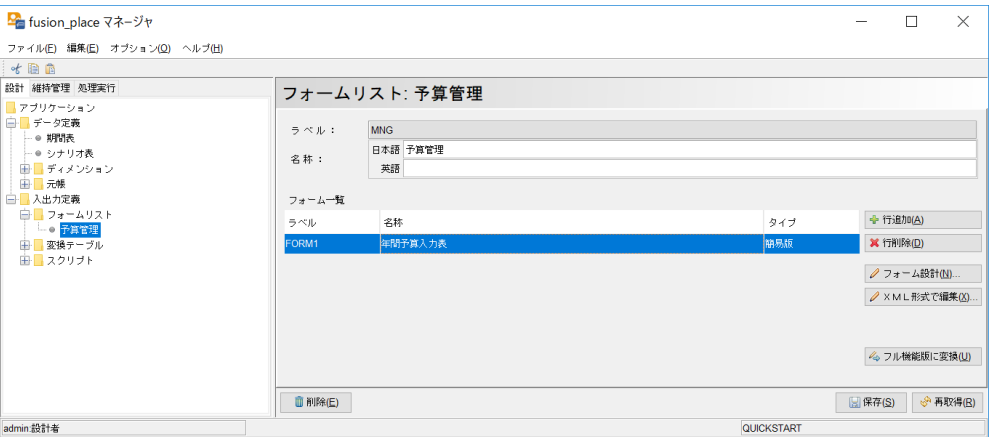 fusion_place マネージャ
ファイル(F) 編集(E) オプション(O) ヘルプ(H)
設計 維持管理 処理実行
アプリケーション
データ定義
期間表
シナリオ表
ディメンション
元帳
入出力定義
フォームリスト
予算管理
変換テーブル
スクリプト
フォームリスト: 予算管理
ラベル： MNG
名称： 日本語 予算管理
英語
フォーム一覧
ラベル 名称 タイプ
FORM1 年間予算入力表 簡易版
行追加(A)
行削除(D)
フォーム設計(N)...
ＸＭＬ形式で編集(X)...
フル機能版に変換(U)
削除(E) 保存(S) 再取得(R)
admin:設計者 QUICKSTART